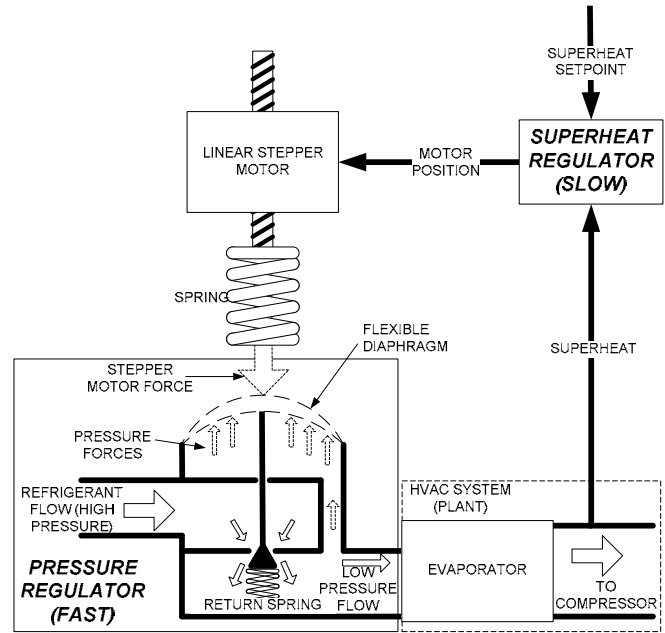 SUPERHEAT
SETPOINT
LINEAR STEPPER
MOTOR
MOTOR
POSITION
SUPERHEAT
REGULATOR
(SLOW)
SPRING
FLEXIBLE
DIAPHRAGM
SUPERHEAT
STEPPER
MOTOR FORCE
PRESSURE
FORCES
REFRIGERANT
FLOW (HIGH
PRESSURE)
HVAC SYSTEM
(PLANT)
PRESSURE
REGULATOR
(FAST)
RETURN SPRING
LOW
PRESSURE
FLOW
EVAPORATOR
TO
COMPRESSOR